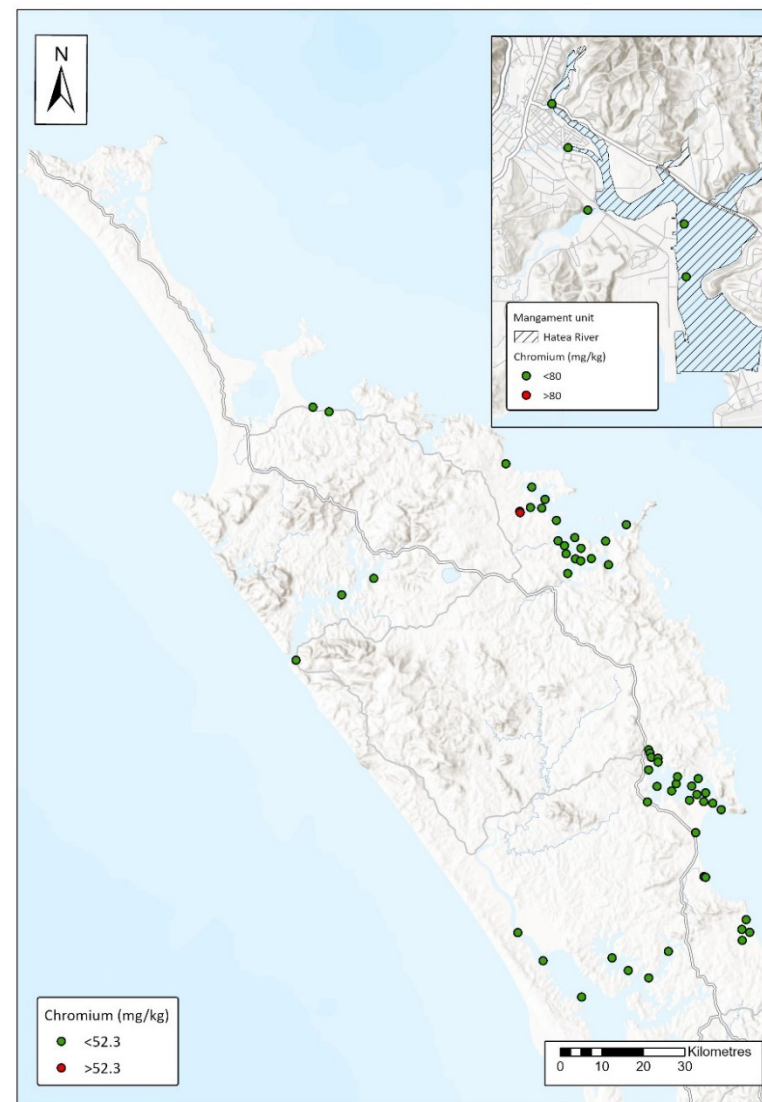 N
Mangament unit
Hatea River
Chromium (mg/kg)
<80
>80
Chromium (mg/kg)
<52.3
>52.3
Kilometres
0 10 20 30